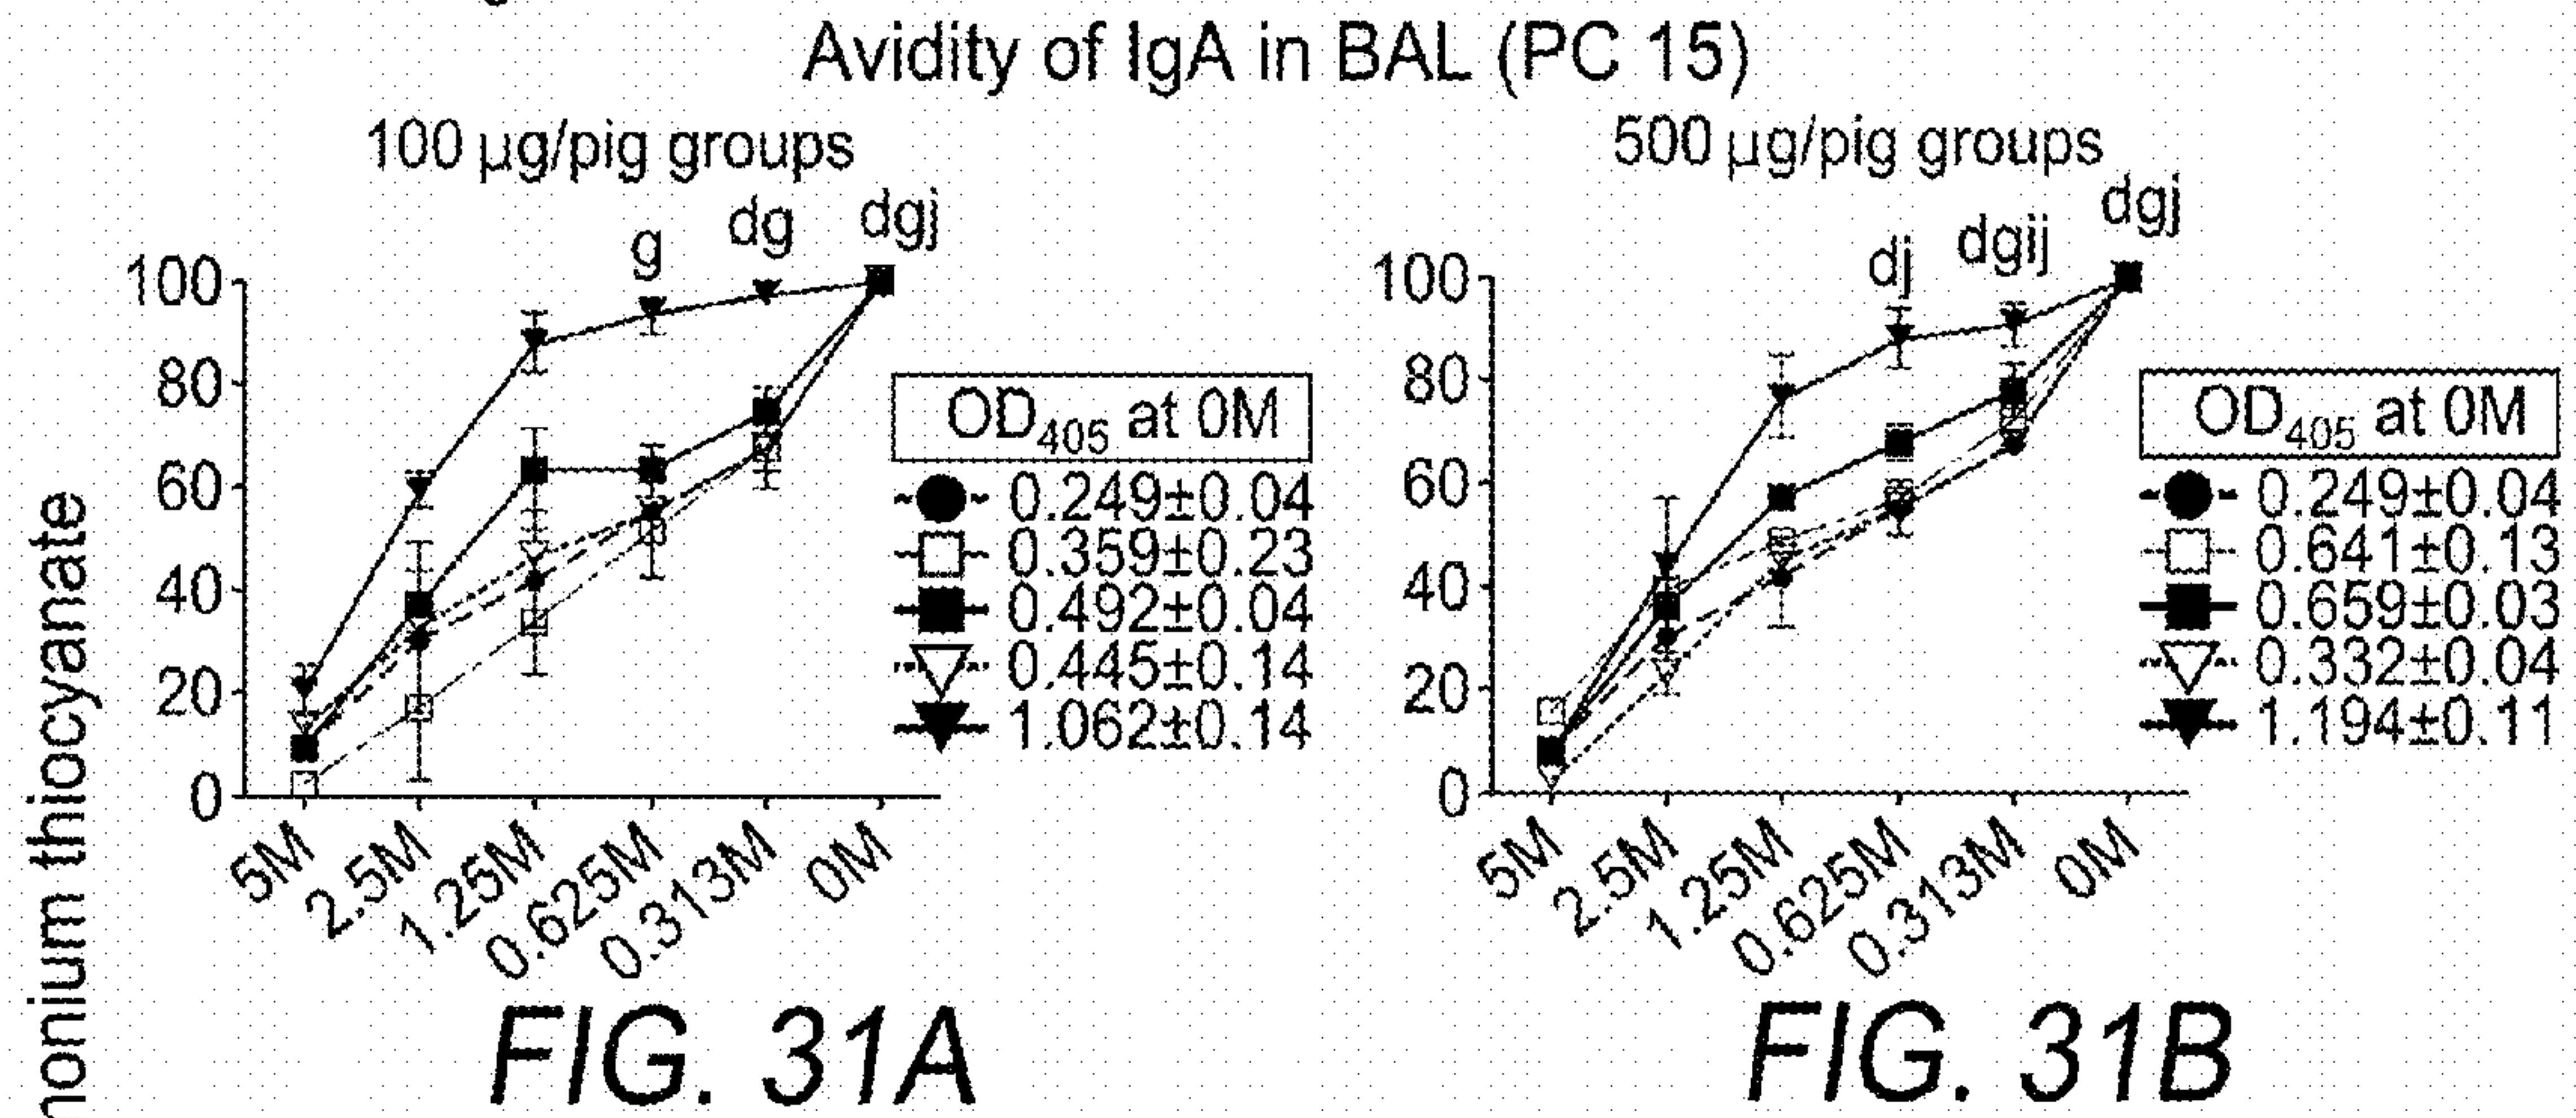 Avidity of IgA in BAL (PC 15)
100 µg/pig groups
g
dg
dgj
100
80
60
40
20
0
5M
2.5M
1.25M
0.625M
0.313M
0M
OD405 at 0M
0.249±0.04
0.359±0.23
0.492±0.04
0.445±0.14
1.062±0.14
FIG. 31A
500 µg/pig groups
dj
dgij
dgj
100
80
60
40
20
0
5M
2.5M
1.25M
0.625M
0.313M
0M
OD405 at 0M
0.249±0.04
0.641±0.13
0.659±0.03
0.332±0.04
1.194±0.11
FIG. 31B
thiocyanate